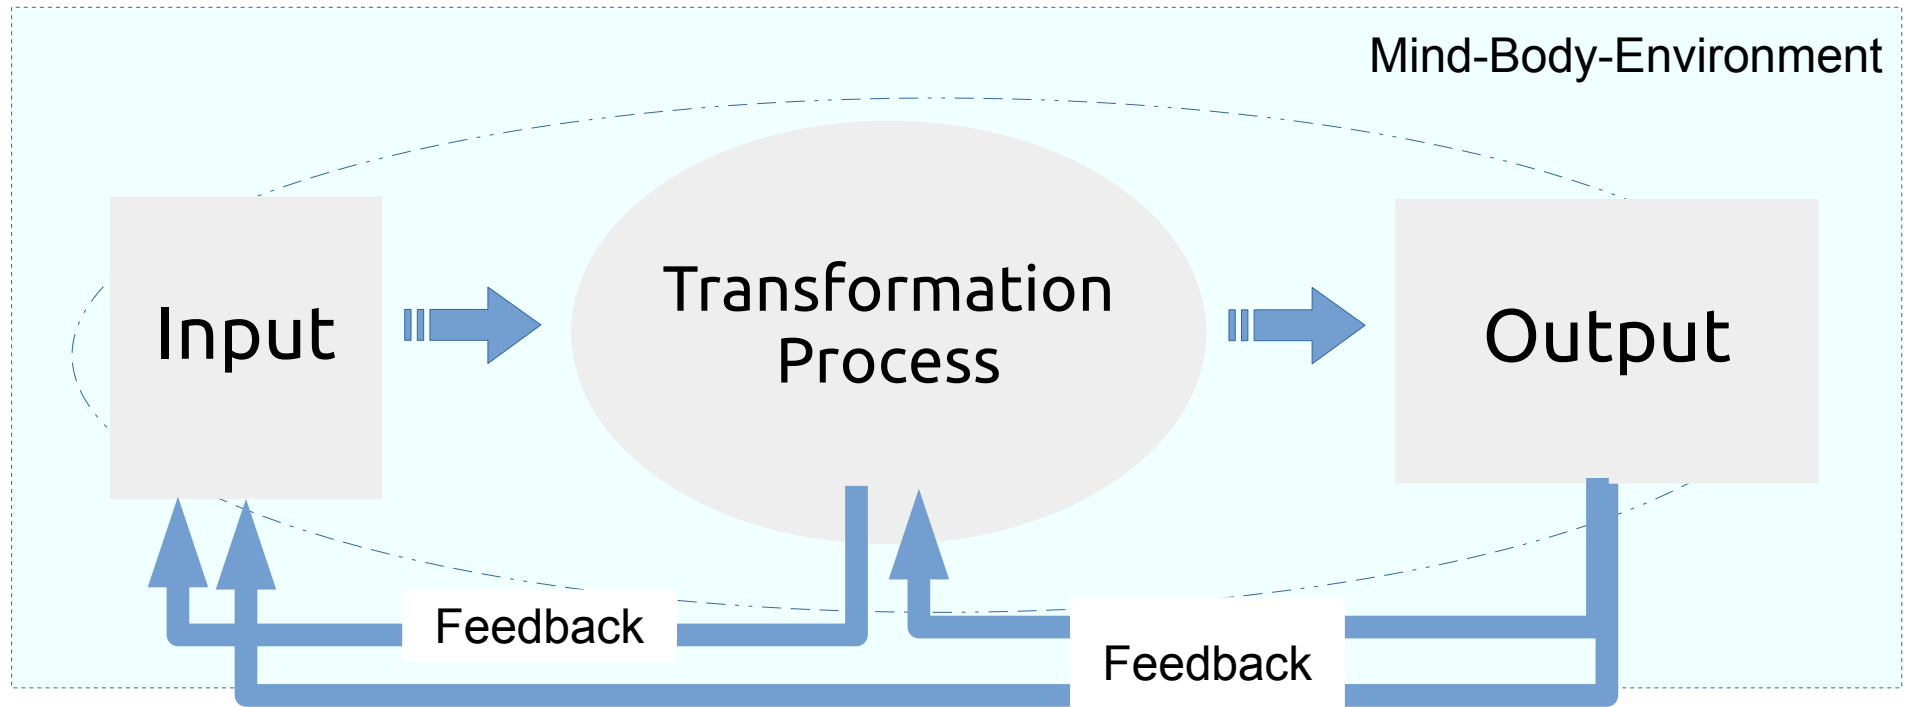 Mind-Body-Environment
Input
Transformation
Process
Output
Feedback
Feedback